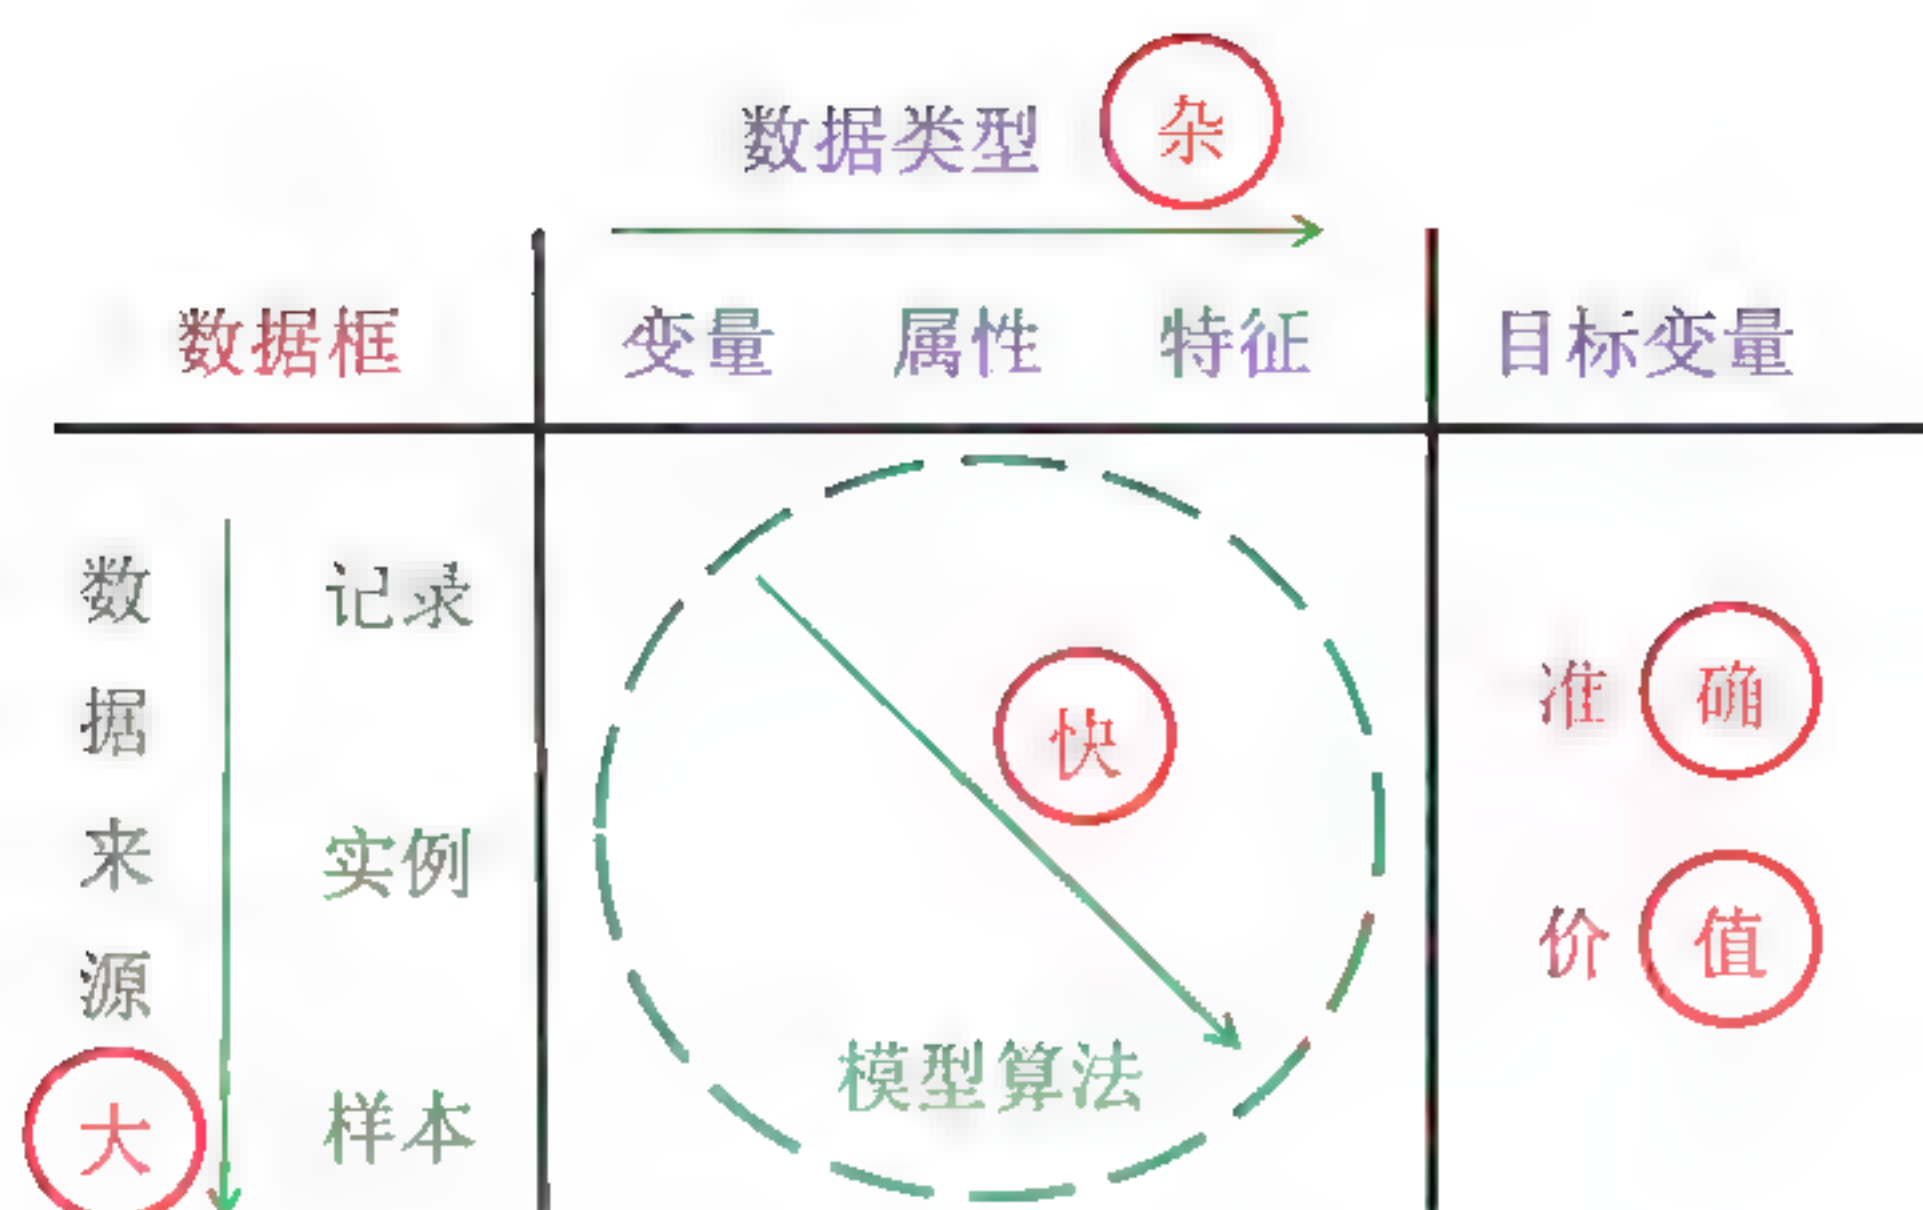 数据类型 杂
数据框 变量 属性 特征 目标变量
数据来源 大
记录
实例
样本
快
模型算法
准确
价值